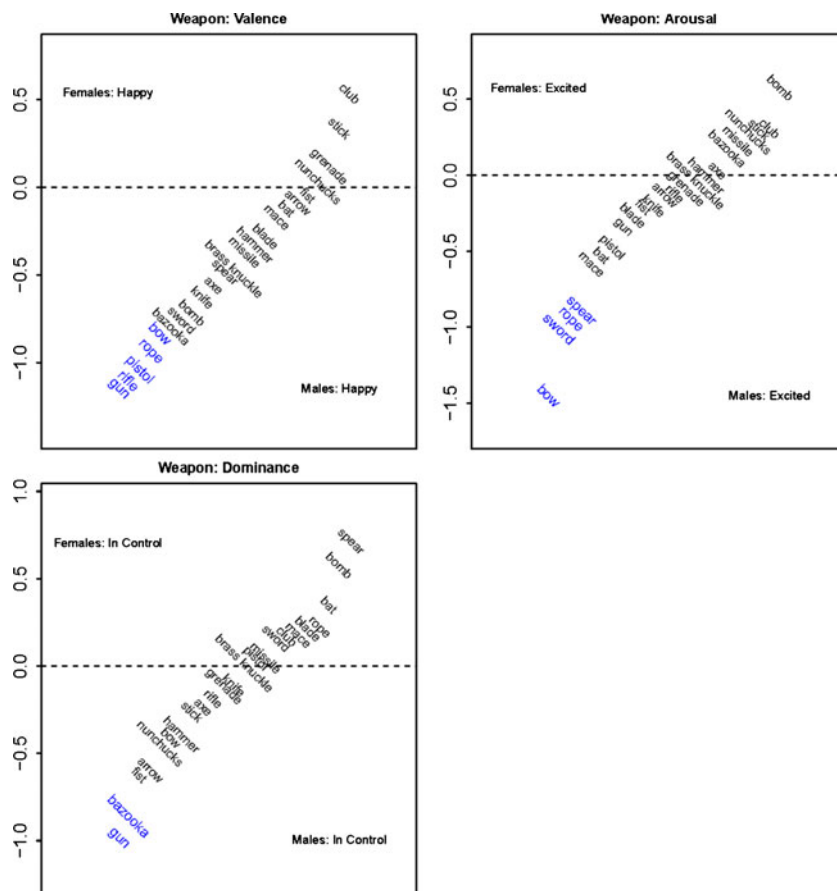 Weapon: Valence
0.5
0.0
−0.5
−1.0
Females: Happy
Males: Happy
club
stick
grenade
nunchucks
fist
arrow
bat
mace
blade
hammer
missile
brass knuckle
spear
axe
knife
bomb
sword
bazooka
bow
rope
pistol
rifle
gun
Weapon: Arousal
0.5
0.0
−0.5
−1.0
−1.5
Females: Excited
Males: Excited
bomb
club
stick
nunchucks
missile
bazooka
axe
hammer
brass knuckle
grenade
rifle
arrow
knife
fist
blade
gun
pistol
bat
mace
spear
rope
sword
bow
Weapon: Dominance
1.0
0.5
0.0
−0.5
−1.0
Females: In Control
Males: In Control
spear
bomb
bat
rope
blade
mace
club
sword
missile
pistol
brass knuckle
knife
grenade
rifle
axe
stick
hammer
bow
nunchucks
arrow
fist
bazooka
gun